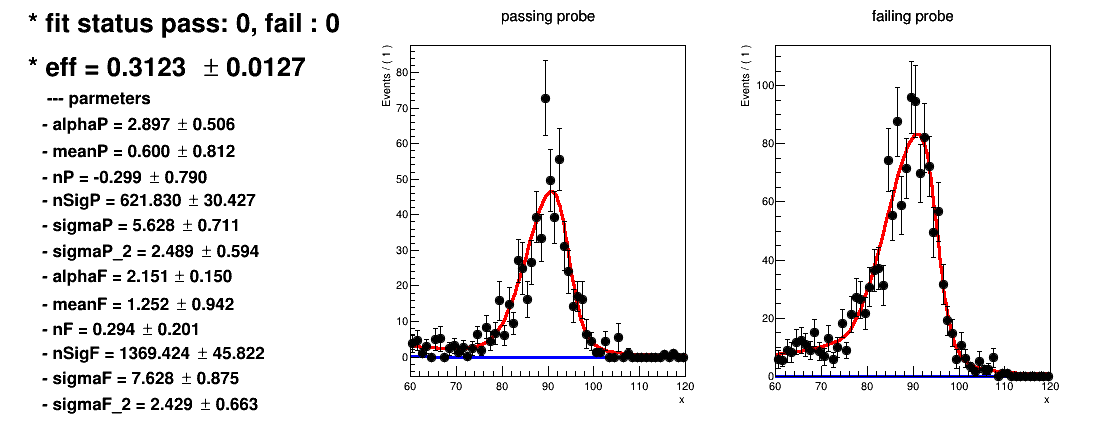 * fit status pass: 0, fail : 0
* eff = 0.3123 ± 0.0127
--- parmeters
- alphaP = 2.897 ± 0.506
- meanP = 0.600 ± 0.812
- nP = -0.299 ± 0.790
- nSigP = 621.830 ± 30.427
- sigmaP = 5.628 ± 0.711
- sigmaP_2 = 2.489 ± 0.594
- alphaF = 2.151 ± 0.150
- meanF = 1.252 ± 0.942
- nF = 0.294 ± 0.201
- nSigF = 1369.424 ± 45.822
- sigmaF = 7.628 ± 0.875
- sigmaF_2 = 2.429 ± 0.663
passing probe
Events / ( 1 )
80
70
60
50
40
30
20
10
0
60 70 80 90 100 110 120
x
failing probe
Events / ( 1 )
100
80
60
40
20
0
60 70 80 90 100 110 120
x